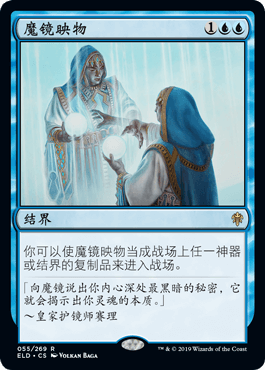 魔镜映物 1
结界
你可以使魔镜映物当成战场上任一神器
或结界的复制品来进入战场。
「向魔镜说出你内心深处最黑暗的秘密，它
就会揭示出你灵魂的本质。」
～皇家护镜师赛理
055/269 R
ELD • CS VOLKAN BAGA
™ & © 2019 Wizards of the Coast